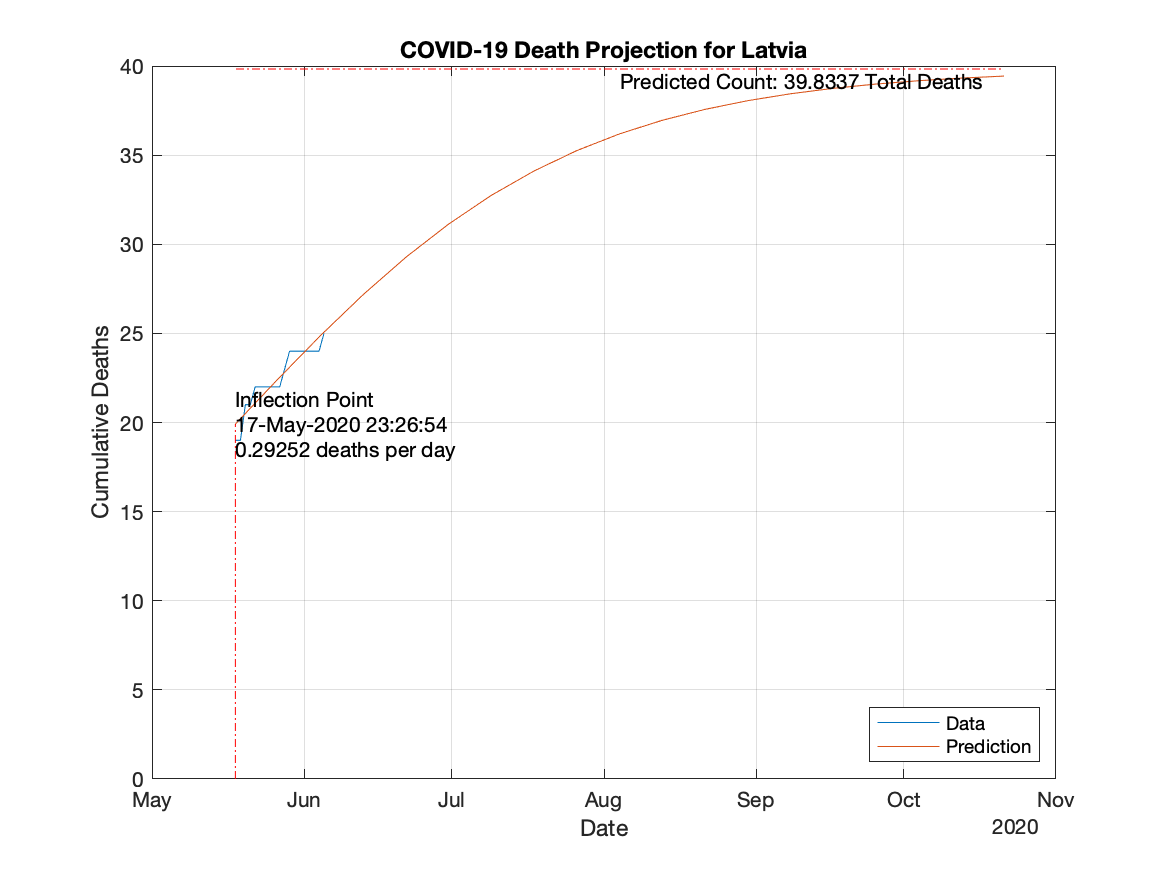 COVID-19 Death Projection for Latvia
40
Predicted Count: 39.8337 Total Deaths
35
30
25
Inflection Point
20
17-May-2020 23:26:54
0.29252 deaths per day
Cumulative Deaths
15
10
5
Data
Prediction
0
May Jun Jul Aug Sep Oct Nov
Date
2020